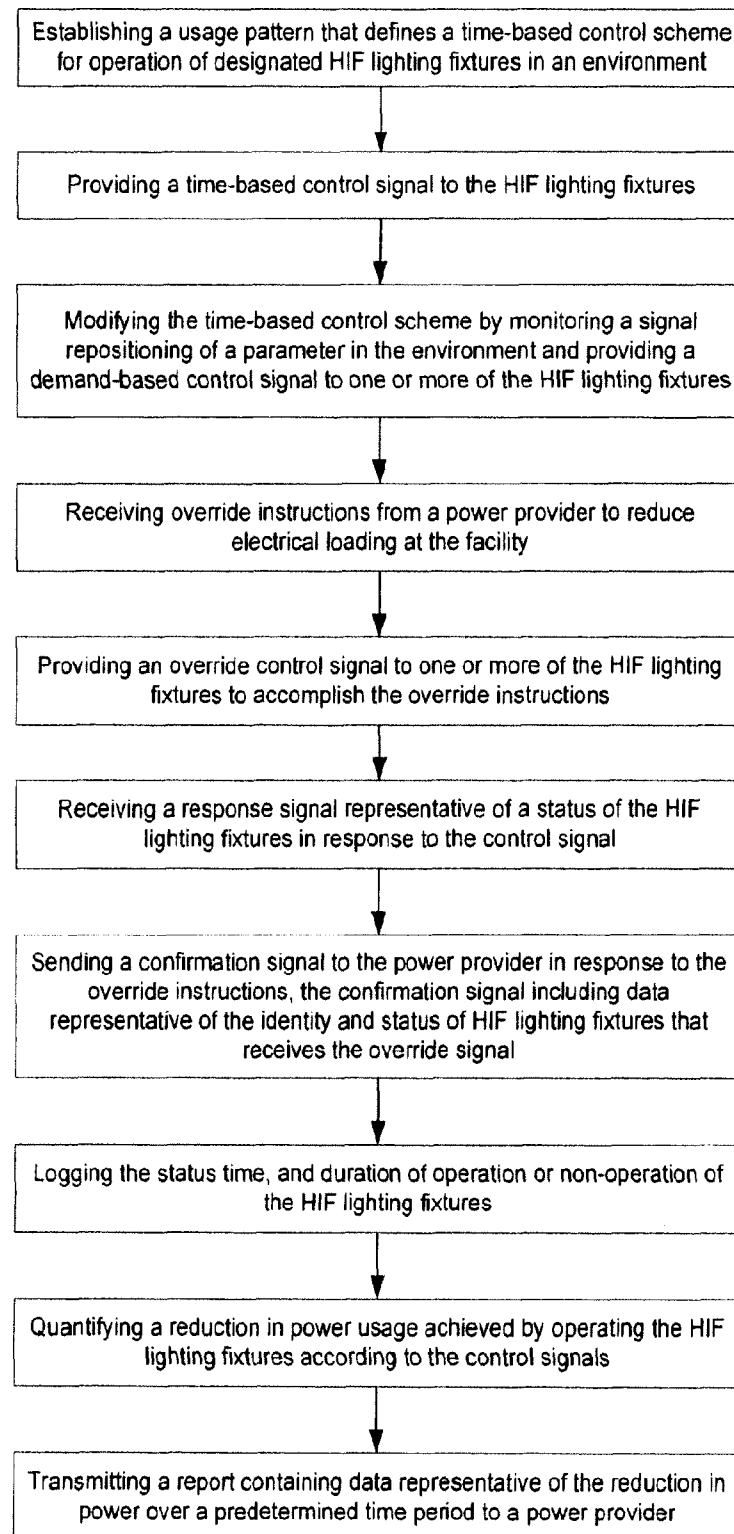 Establishing a usage pattern that defines a time-based control scheme
for operation of designated HIF lighting fixtures in an environment
Providing a time-based control signal to the HIF lighting fixtures
Modifying the time-based control scheme by monitoring a signal
repositioning of a parameter in the environment and providing a
demand-based control signal to one or more of the HIF lighting fixtures
Receiving override instructions from a power provider to reduce
electrical loading at the facility
Providing an override control signal to one or more of the HIF lighting
fixtures to accomplish the override instructions
Receiving a response signal representative of a status of the HIF
lighting fixtures in response to the control signal
Sending a confirmation signal to the power provider in response to the
override instructions, the confirmation signal including data
representative of the identity and status of HIF lighting fixtures that
receives the override signal
Logging the status time, and duration of operation or non-operation of
the HIF lighting fixtures
Quantifying a reduction in power usage achieved by operating the HIF
lighting fixtures according to the control signals
Transmitting a report containing data representative of the reduction in
power over a predetermined time period to a power provider